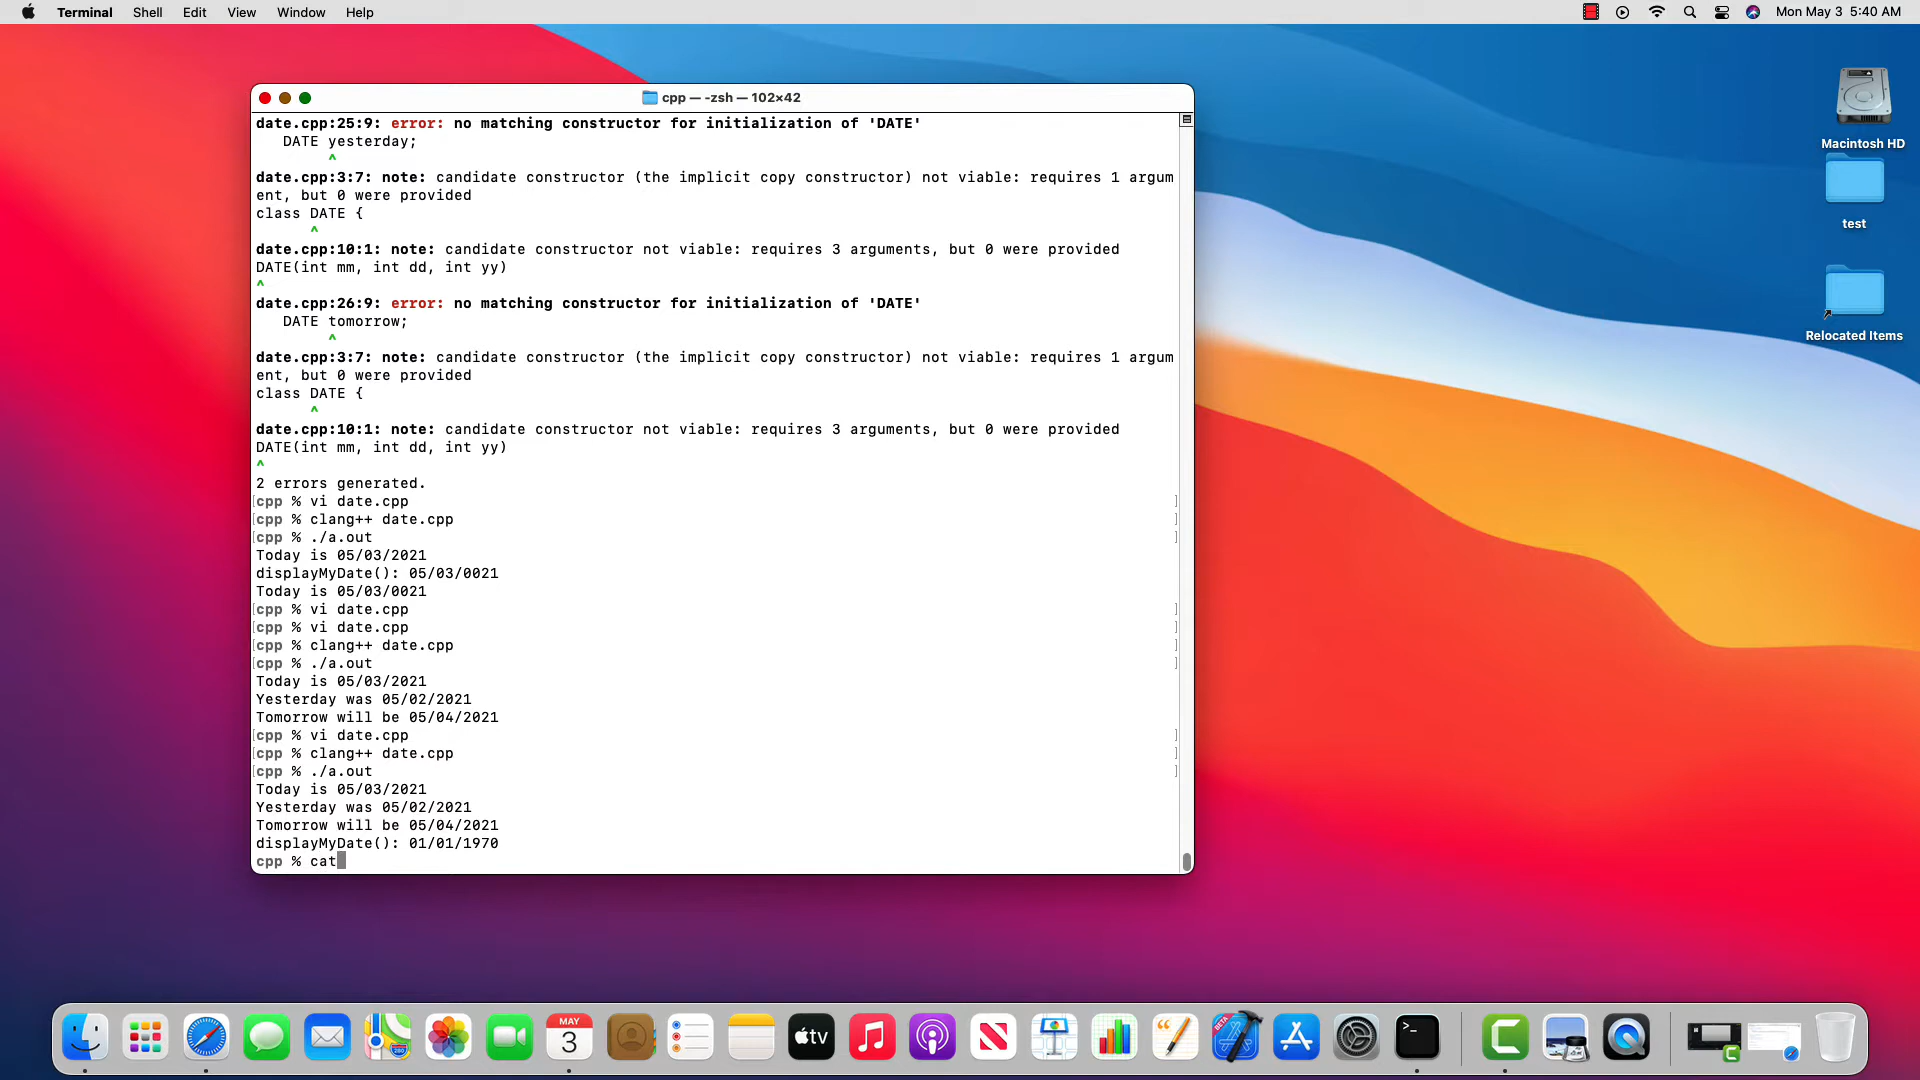 Terminal Shell Edit View Window Help Mon May 3 5:40 AM
cpp — -zsh — 102×42
date.cpp:25:9: error: no matching constructor for initialization of 'DATE'
DATE yesterday;
^
date.cpp:3:7: note: candidate constructor (the implicit copy constructor) not viable: requires 1 argum
ent, but 0 were provided
class DATE {
^
date.cpp:10:1: note: candidate constructor not viable: requires 3 arguments, but 0 were provided
DATE(int mm, int dd, int yy)
^
date.cpp:26:9: error: no matching constructor for initialization of 'DATE'
DATE tomorrow;
^
date.cpp:3:7: note: candidate constructor (the implicit copy constructor) not viable: requires 1 argum
ent, but 0 were provided
class DATE {
^
date.cpp:10:1: note: candidate constructor not viable: requires 3 arguments, but 0 were provided
DATE(int mm, int dd, int yy)
^
2 errors generated.
[cpp % vi date.cpp ]
[cpp % clang++ date.cpp ]
[cpp % ./a.out ]
Today is 05/03/2021
displayMyDate(): 05/03/0021
Today is 05/03/0021
[cpp % vi date.cpp ]
[cpp % vi date.cpp ]
[cpp % clang++ date.cpp ]
[cpp % ./a.out ]
Today is 05/03/2021
Yesterday was 05/02/2021
Tomorrow will be 05/04/2021
[cpp % vi date.cpp ]
[cpp % clang++ date.cpp ]
[cpp % ./a.out ]
Today is 05/03/2021
Yesterday was 05/02/2021
Tomorrow will be 05/04/2021
displayMyDate(): 01/01/1970
cpp % cat
Macintosh HD
test
Relocated Items
MAY
3
280
tv
BETA
>_
C